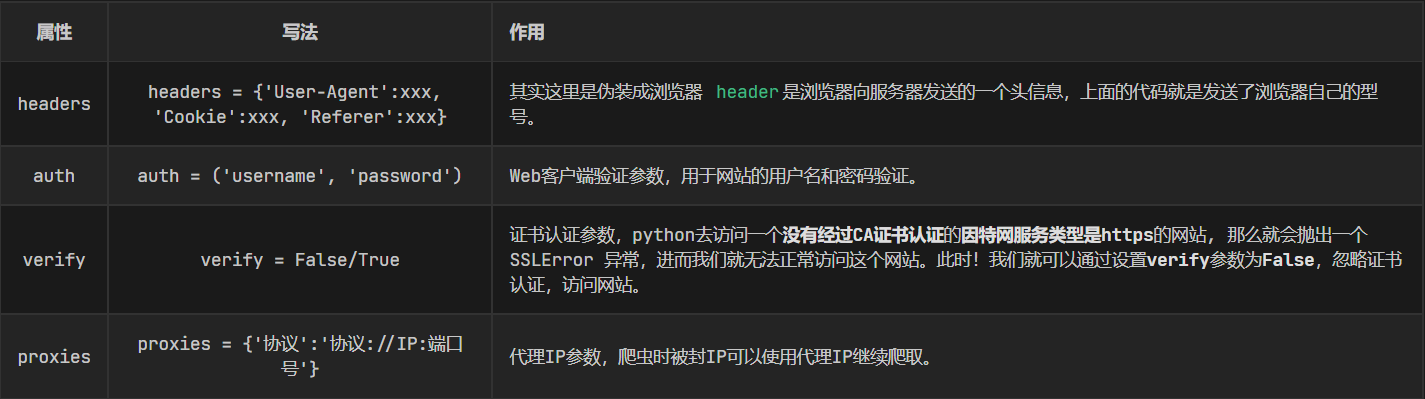 属性 写法 作用
headers = {'User-Agent':xxx, 其实这里是伪装成浏览器 header是浏览器向服务器发送的一个头信息，上面的代码就是发送了浏览器自己的型
headers
'Cookie':xxx, 'Referer':xxx} 号。
auth auth = ('username', 'password') Web客户端验证参数，用于网站的用户名和密码验证。
证书认证参数，python去访问一个没有经过CA证书认证的因特网服务类型是https的网站, 那么就会抛出一个
verify verify = False/True SSLError 异常，进而我们就无法正常访问这个网站。此时！我们就可以通过设置verify参数为False，忽略证书
认证，访问网站。
proxies = {'协议':'协议://IP:端口
proxies 代理IP参数，爬虫时被封IP可以使用代理IP继续爬取。
号'}